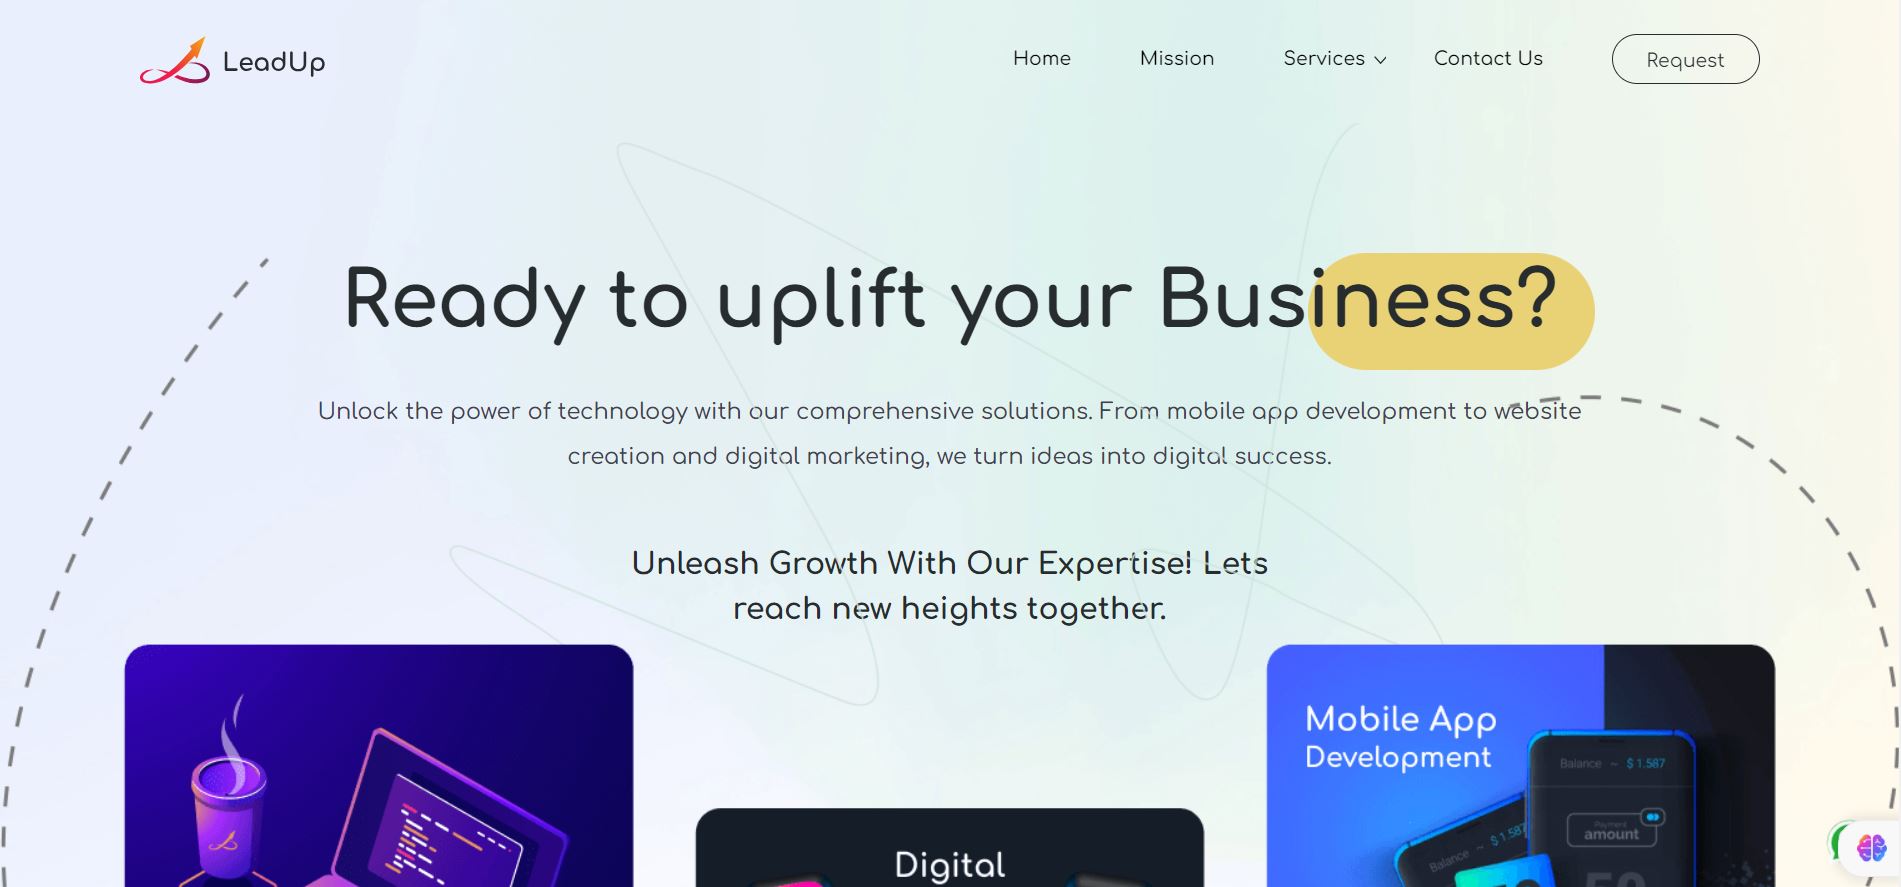 LeadUp
Home
Mission
Services
Contact Us
Request
Ready to uplift your Business?
Unlock the power of technology with our comprehensive solutions. From mobile app development to website
creation and digital marketing, we turn ideas into digital success.
Unleash Growth With Our Expertise! Lets
reach new heights together.
Mobile App
Development
Balance ~ $ 1.587
Payment
amount
Balance ~ $ 1.587
Digital